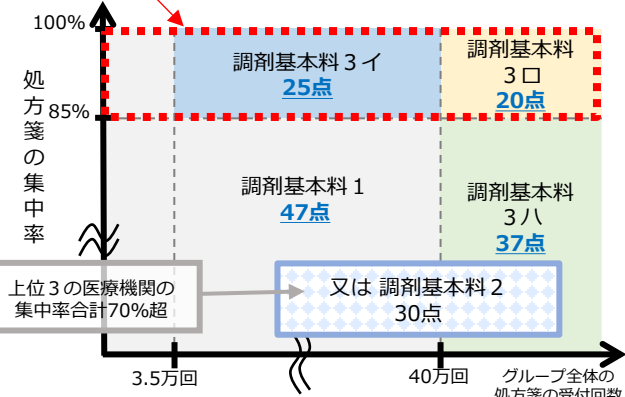 100%
処方箋の集中率
85%
調剤基本料３イ
25点
調剤基本料
３ロ
20点
調剤基本料１
47点
調剤基本料
３ハ
37点
上位３の医療機関の
集中率合計70%超
又は 調剤基本料２
30点
3.5万回
40万回
グループ全体の
処方箋の受付回数